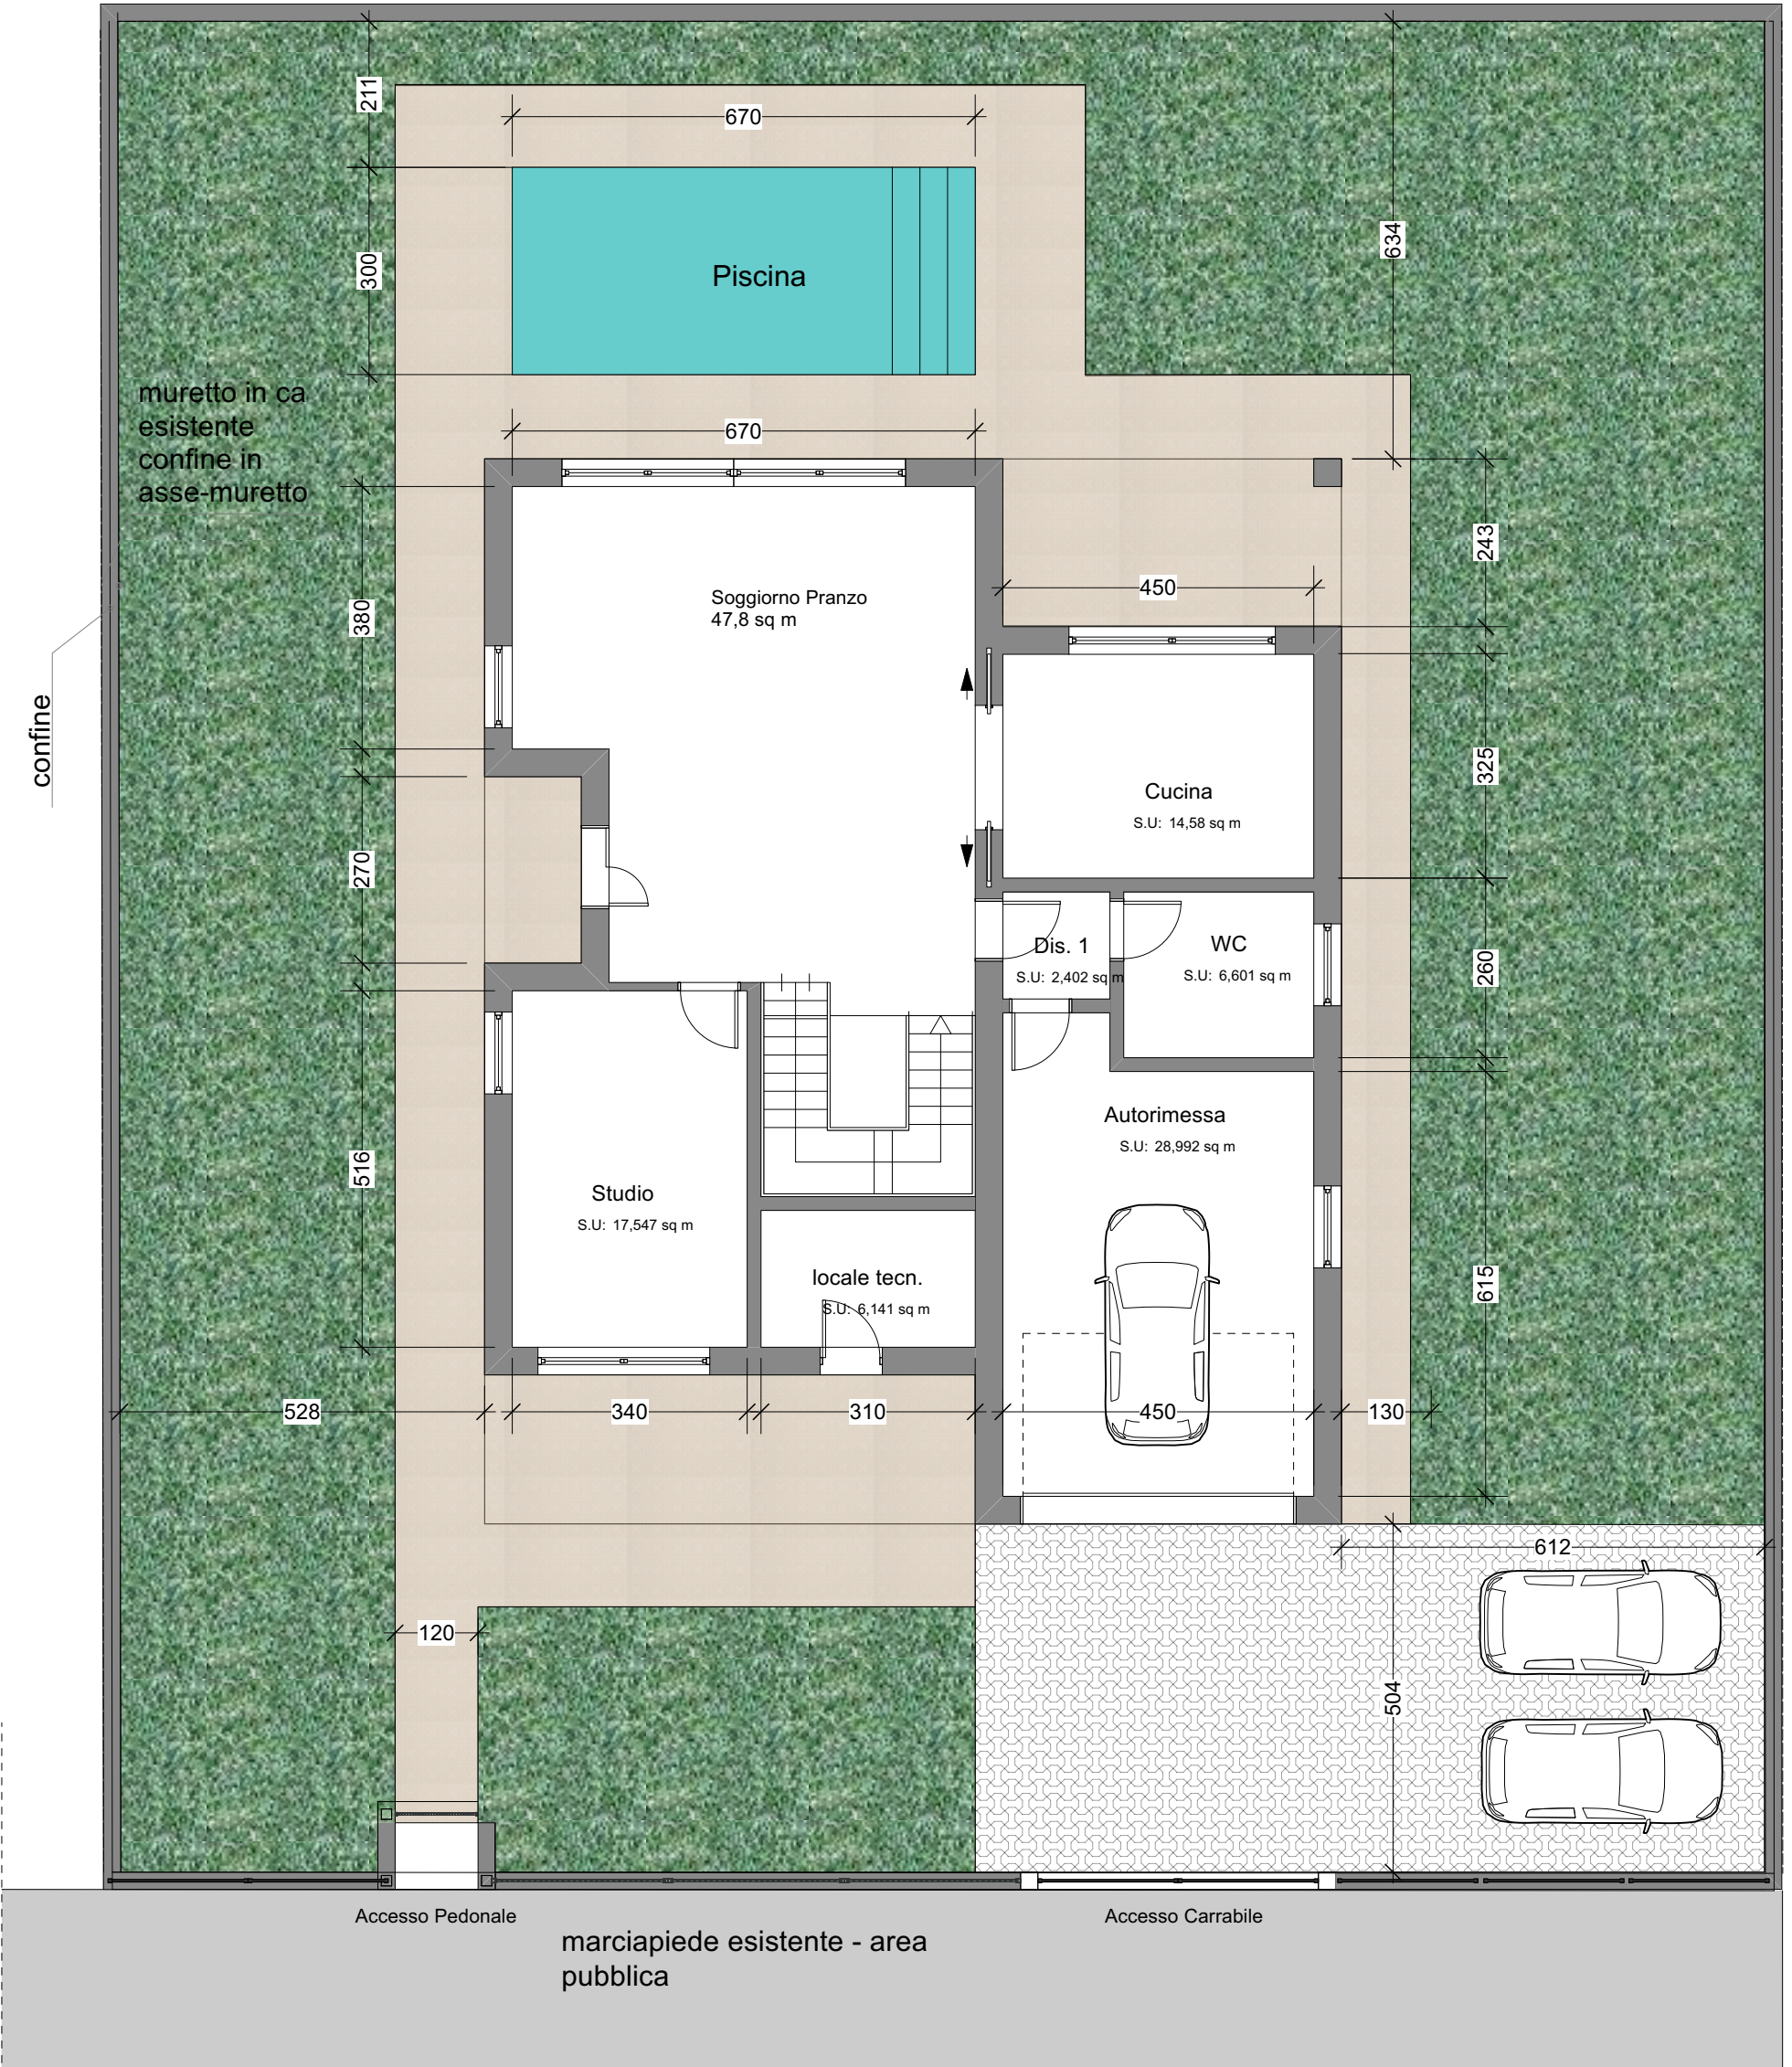 211
670
634
300
Piscina
muretto in ca
esistente
confine in
asse-muretto
670
243
450
Soggiorno Pranzo
47,8 sq m
380
confine
325
Cucina
S.U: 14,58 sq m
270
Dis. 1
S.U: 2,402 sq m
WC
S.U: 6,601 sq m
260
Autorimessa
S.U: 28,992 sq m
516
Studio
S.U: 17,547 sq m
locale tecn.
S.U: 6,141 sq m
615
528
340
310
450
130
612
120
504
Accesso Pedonale
Accesso Carrabile
marciapiede esistente - area
pubblica